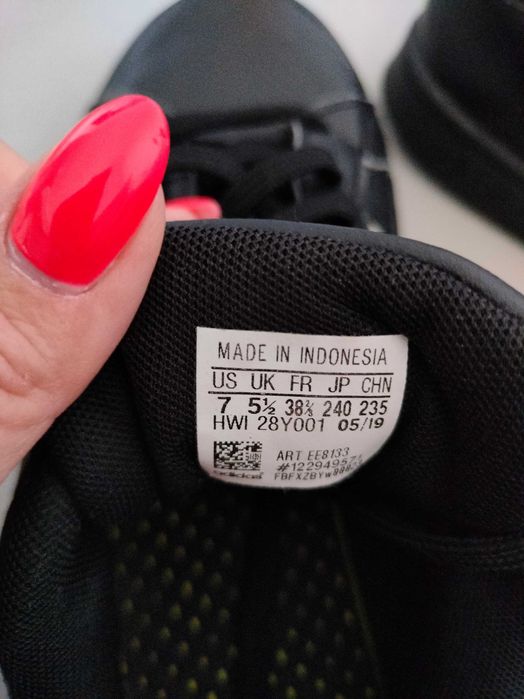 MADE IN INDONESIA
US UK FR JP CHN
7 5½ 38⅔ 240 235
HWI 28Y001 05/19
ART EE8133
adidas